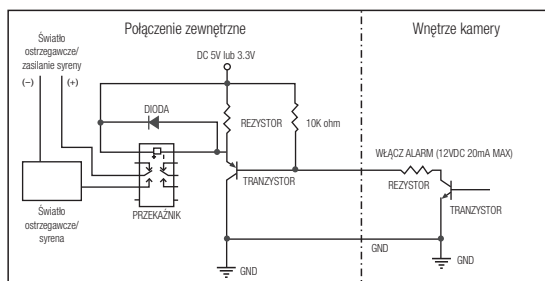 Połączenie zewnętrzne
Wnętrze kamery
Światło
ostrzegawcze/
zasilanie syreny
(–)
(+)
DC 5V lub 3.3V
DIODA
REZYSTOR
10K ohm
WŁĄCZ ALARM (12VDC 20mA MAX)
REZYSTOR
TRANZYSTOR
TRANZYSTOR
PRZEKAŹNIK
Światło
ostrzegawcze/
syrena
GND
GND
GND